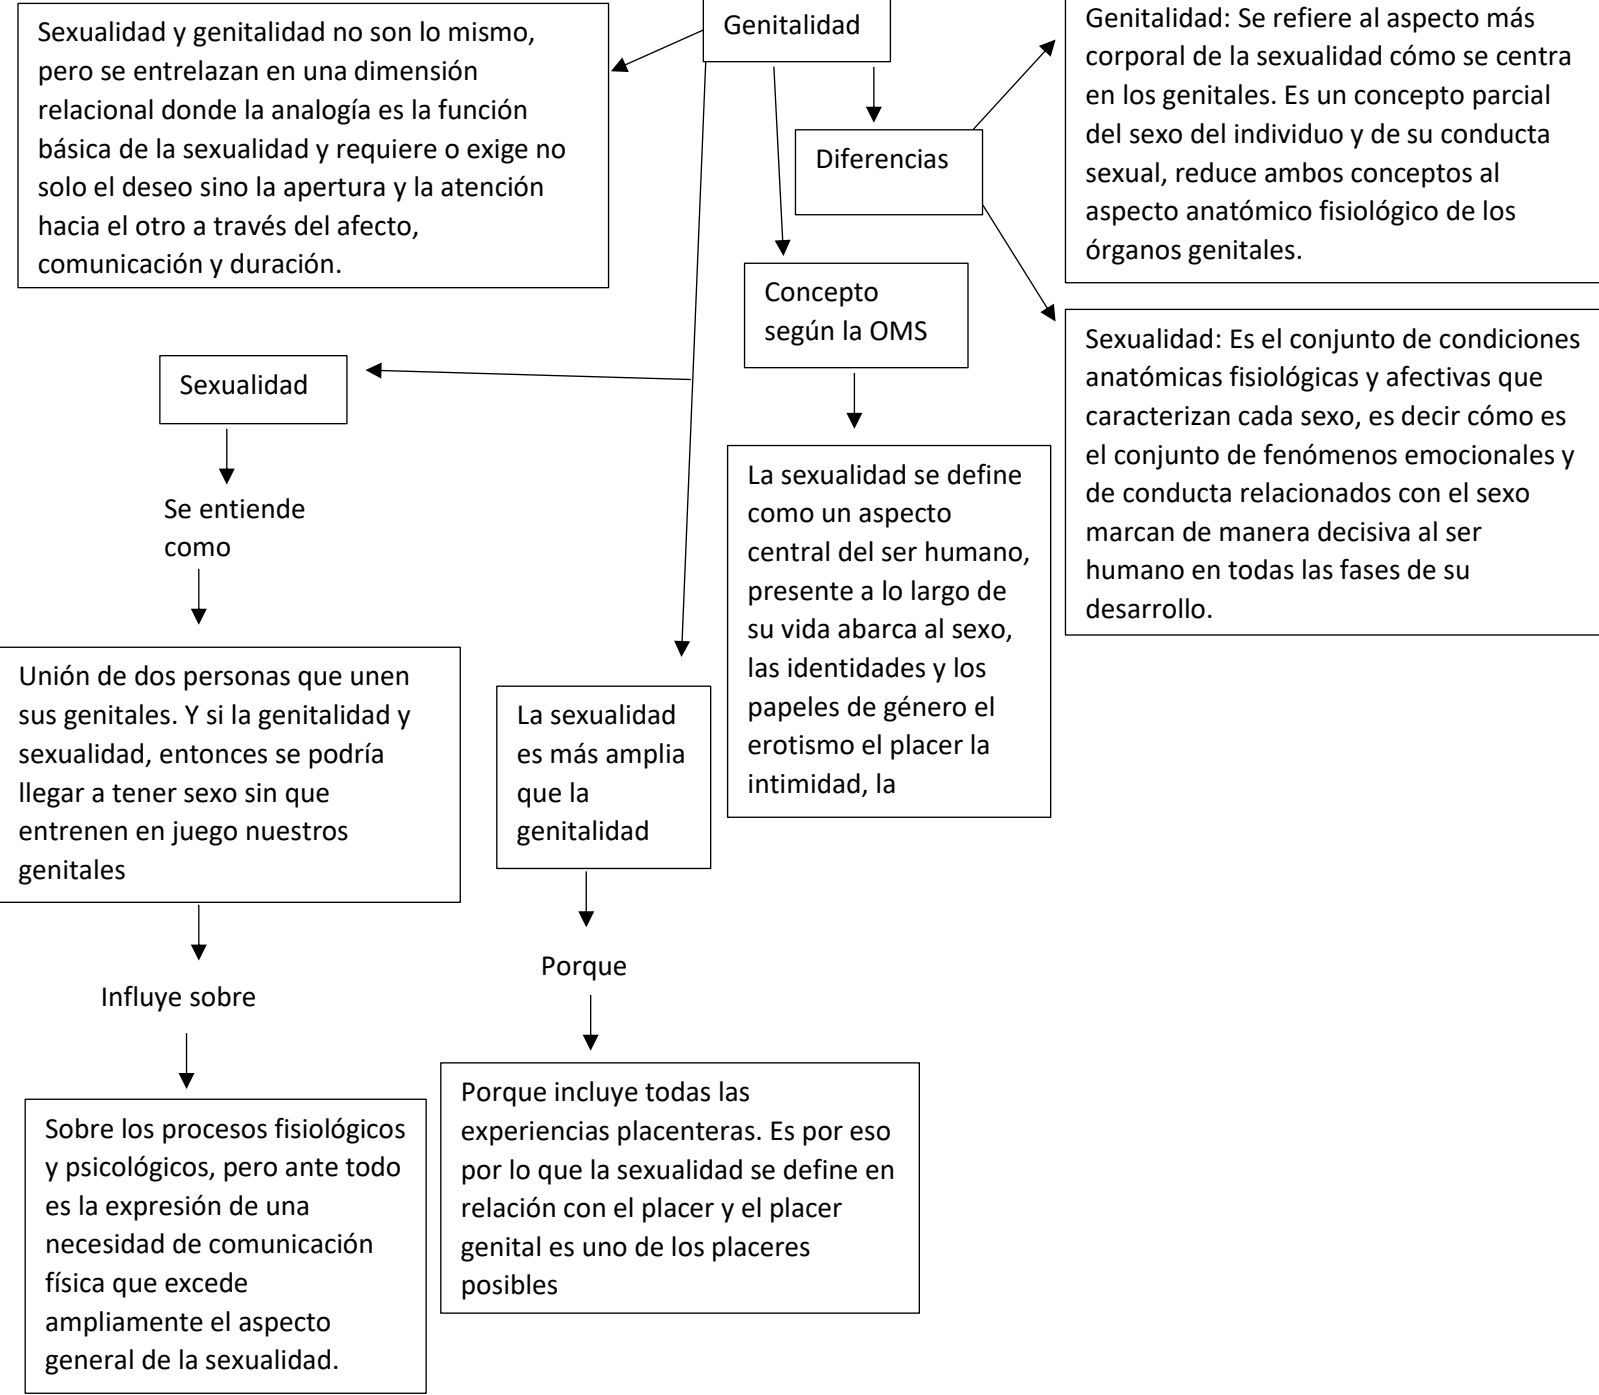 Genitalidad
Sexualidad y genitalidad no son lo mismo,
pero se entrelazan en una dimensión
relacional donde la analogía es la función
básica de la sexualidad y requiere o exige no
solo el deseo sino la apertura y la atención
hacia el otro a través del afecto,
comunicación y duración.
Genitalidad: Se refiere al aspecto más
corporal de la sexualidad cómo se centra
en los genitales. Es un concepto parcial
del sexo del individuo y de su conducta
sexual, reduce ambos conceptos al
aspecto anatómico fisiológico de los
órganos genitales.
Diferencias
Concepto
según la OMS
Sexualidad: Es el conjunto de condiciones
anatómicas fisiológicas y afectivas que
caracterizan cada sexo, es decir cómo es
el conjunto de fenómenos emocionales y
de conducta relacionados con el sexo
marcan de manera decisiva al ser
humano en todas las fases de su
desarrollo.
Sexualidad
Se entiende
como
La sexualidad se define
como un aspecto
central del ser humano,
presente a lo largo de
su vida abarca al sexo,
las identidades y los
papeles de género el
erotismo el placer la
intimidad, la
Unión de dos personas que unen
sus genitales. Y si la genitalidad y
sexualidad, entonces se podría
llegar a tener sexo sin que
entrenen en juego nuestros
genitales
La sexualidad
es más amplia
que la
genitalidad
Influye sobre
Porque
Sobre los procesos fisiológicos
y psicológicos, pero ante todo
es la expresión de una
necesidad de comunicación
física que excede
ampliamente el aspecto
general de la sexualidad.
Porque incluye todas las
experiencias placenteras. Es por eso
por lo que la sexualidad se define en
relación con el placer y el placer
genital es uno de los placeres
posibles